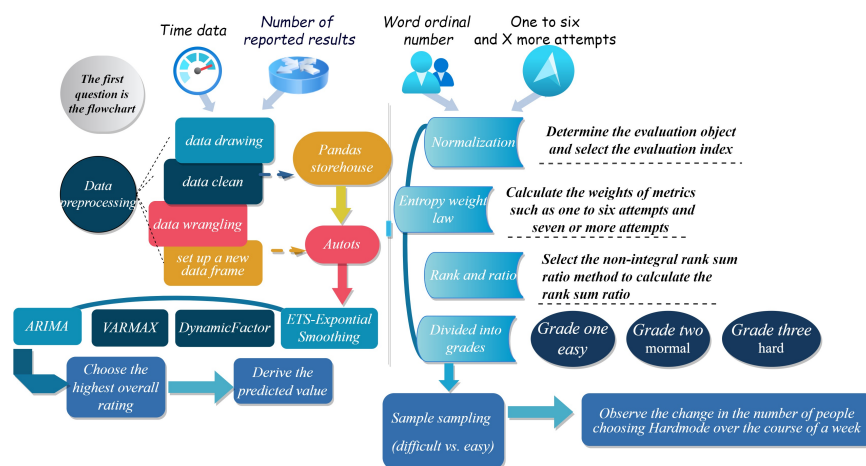 Time data
Number of
reported results
Word ordinal
number
One to six
and X more attempts
The first
question is
the flowchart
data drawing
data clean
data wrangling
set up a new
data frame
Data
preprocessing
Pandas
storehouse
Autots
ARIMA
VARMAX
DynamicFactor
ETS-Expontial
Smoothing
Choose the
highest overall
rating
Derive the
predicted value
Normalization
Determine the evaluation object
and select the evaluation index
Entropy weight
law
Calculate the weights of metrics
such as one to six attempts and
seven or more attempts
Rank and ratio
Select the non-integral rank sum
ratio method to calculate the
rank sum ratio
Divided into
grades
Grade one
easy
Grade two
mormal
Grade three
hard
Sample sampling
(difficult vs. easy)
Observe the change in the number of people
choosing Hardmode over the course of a week